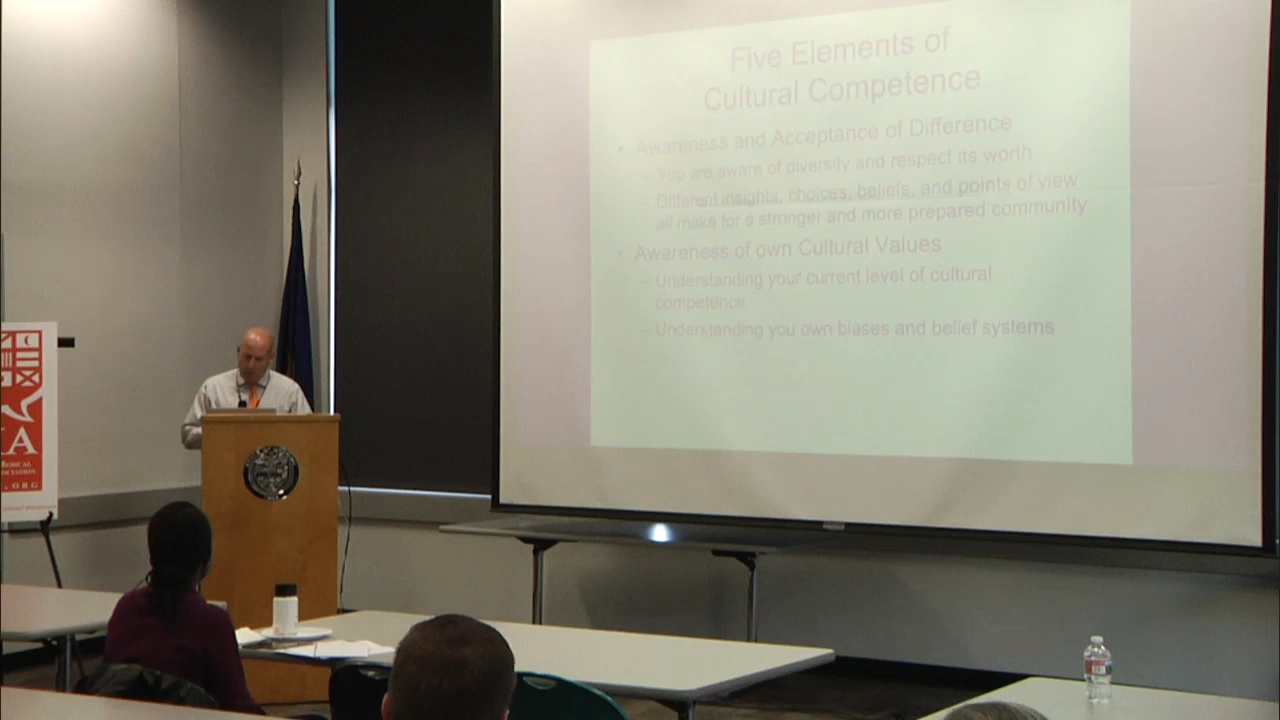 Five Elements of
Cultural Competence
• Awareness and Acceptance of Difference
– You are aware of diversity and respect its worth
– Different insights, choices, beliefs, and points of view
all make for a stronger and more prepared community
• Awareness of own Cultural Values
– Understanding your current level of cultural
competence
– Understanding you own biases and belief systems
A
.ORG